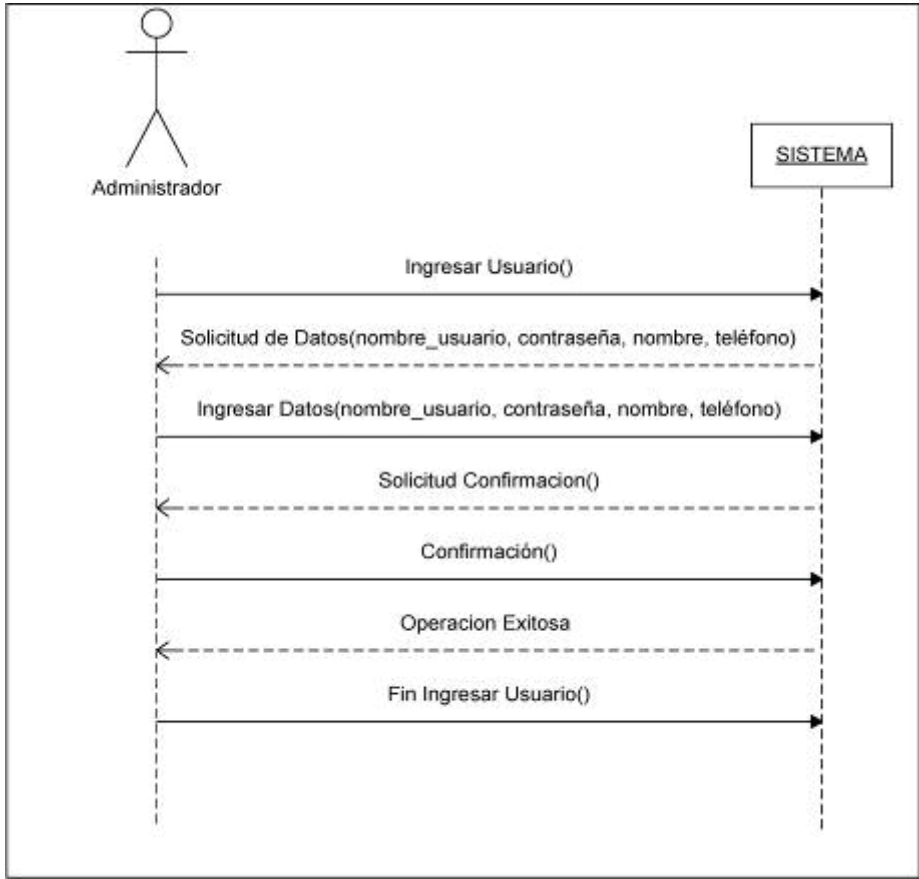 SISTEMA
Administrador
Ingresar Usuario()
Solicitud de Datos(nombre_usuario, contraseña, nombre, teléfono)
Ingresar Datos(nombre_usuario, contraseña, nombre, teléfono)
Solicitud Confirmacion()
Confirmación()
Operacion Exitosa
Fin Ingresar Usuario()